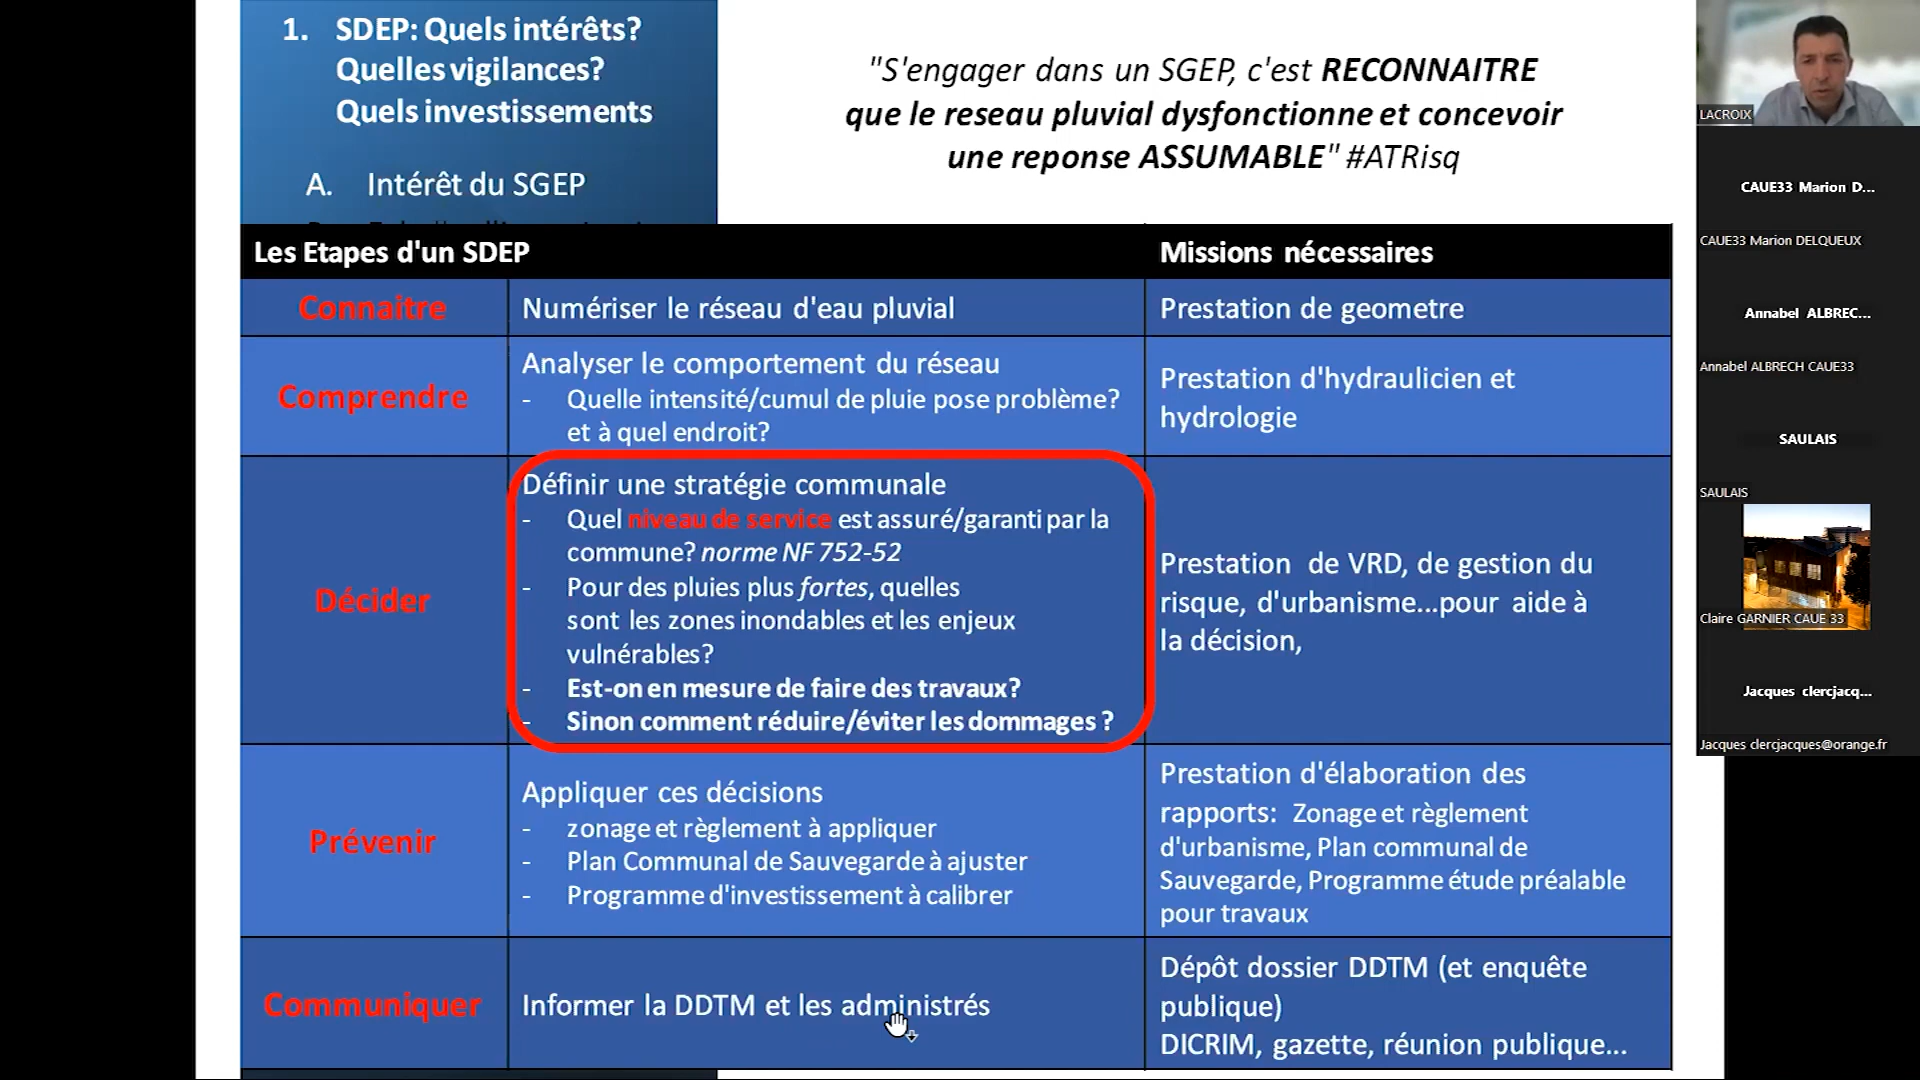 1. SDEP: Quels intérêts?
Quelles vigilances?
Quels investissements
A. Intérêt du SGEP
"S'engager dans un SGEP, c'est RECONNAITRE
que le reseau pluvial dysfonctionne et concevoir
une reponse ASSUMABLE" #ATRisq
Les Etapes d'un SDEP
Missions nécessaires
Connaitre
Numériser le réseau d'eau pluvial
Prestation de geometre
Comprendre
Analyser le comportement du réseau
- Quelle intensité/cumul de pluie pose problème?
et à quel endroit?
Prestation d'hydraulicien et
hydrologie
Décider
Définir une stratégie communale
- Quel niveau de service est assuré/garanti par la
commune? norme NF 752-52
- Pour des pluies plus fortes, quelles
sont les zones inondables et les enjeux
vulnérables?
- Est-on en mesure de faire des travaux?
- Sinon comment réduire/éviter les dommages ?
Prestation de VRD, de gestion du
risque, d'urbanisme...pour aide à
la décision,
Prévenir
Appliquer ces décisions
- zonage et règlement à appliquer
- Plan Communal de Sauvegarde à ajuster
- Programme d'investissement à calibrer
Prestation d'élaboration des
rapports: Zonage et règlement
d'urbanisme, Plan communal de
Sauvegarde, Programme étude préalable
pour travaux
Communiquer
Informer la DDTM et les administrés
Dépôt dossier DDTM (et enquête
publique)
DICRIM, gazette, réunion publique...
LACROIX
CAUE33 Marion D...
CAUE33 Marion DELQUEUX
Annabel ALBREC...
Annabel ALBRECH CAUE33
SAULAIS
SAULAIS
Claire GARNIER CAUE 33
Jacques clercjacq...
Jacques clercjacques@orange.fr